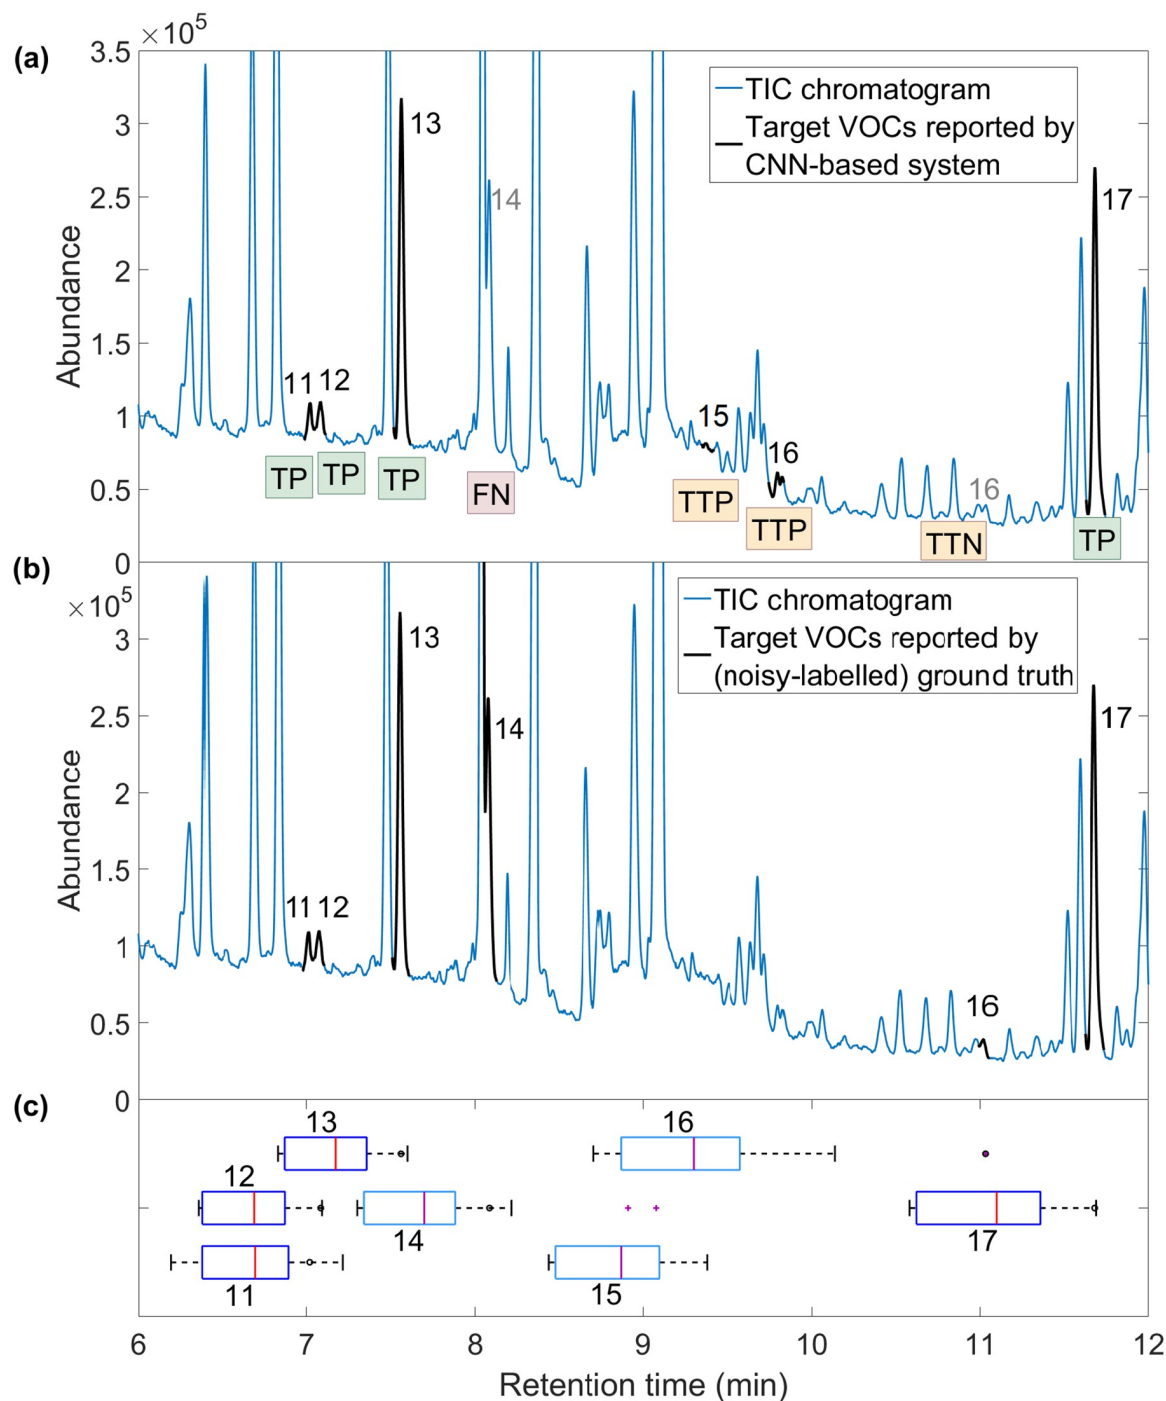 (a)
×10⁵
3.5
3
2.5
2
1.5
1
0.5
0
Abundance
TIC chromatogram
Target VOCs reported by
CNN-based system
11
12
13
14
15
16
16
17
TP
TP
TP
FN
TTP
TTP
TTN
TP
(b)
×10⁵
3
2.5
2
1.5
1
0.5
0
Abundance
TIC chromatogram
Target VOCs reported by
(noisy-labelled) ground truth
11 12
13
14
16
17
(c)
13
16
12
14
17
11
15
6 7 8 9 10 11 12
Retention time (min)